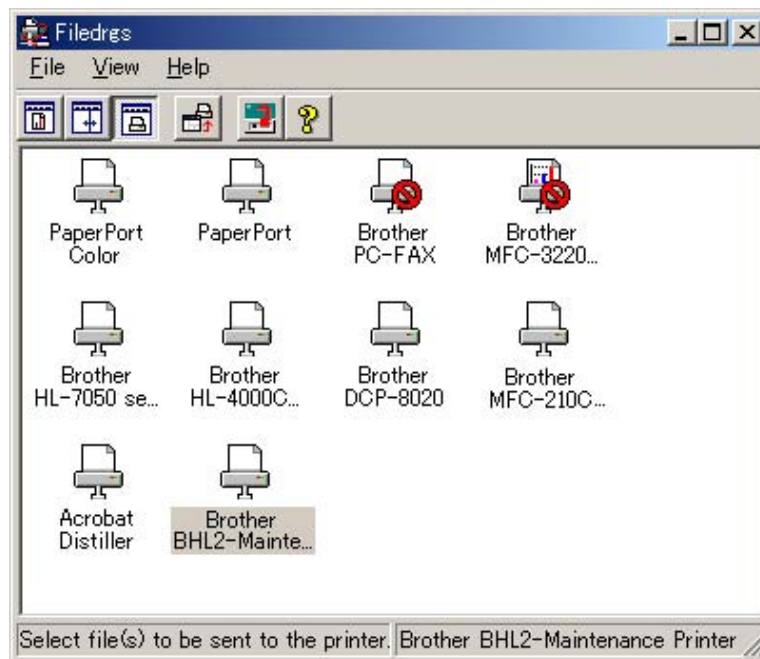 Filedrgs
File View Help
PaperPort
Color
PaperPort
Brother
PC-FAX
Brother
MFC-3220...
Brother
HL-7050 se...
Brother
HL-4000C...
Brother
DCP-8020
Brother
MFC-210C...
Acrobat
Distiller
Brother
BHL2-Mainte...
Select file(s) to be sent to the printer. Brother BHL2-Maintenance Printer